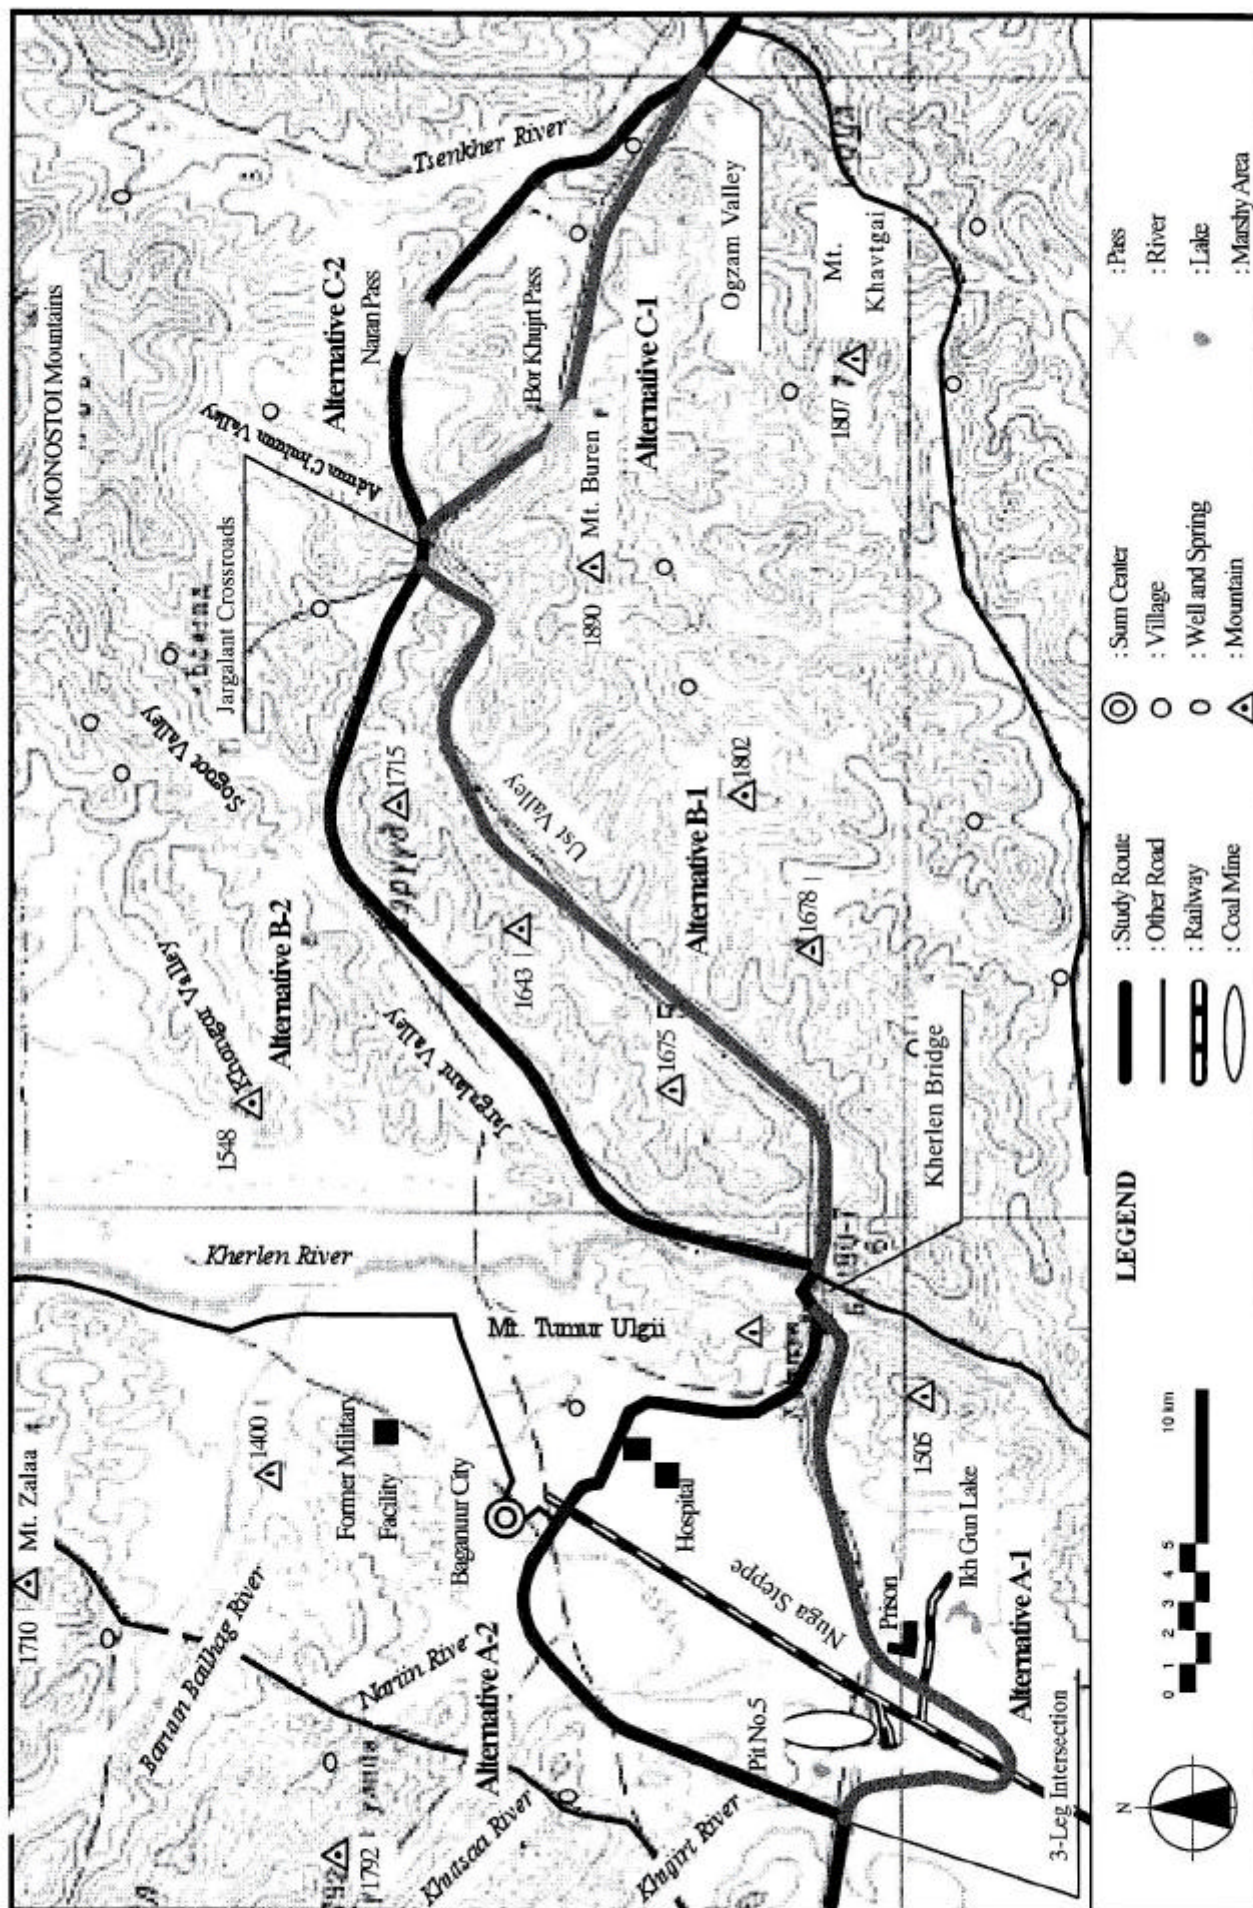 1710
Mt. Zalaa
MONOSTOI Mountains
Baruun Bailhag River
1400
Kherlen River
1548
Khongor Valley
Sogoot Valley
Jargalant Crossroads
Aduun Chuluun Valley
Tsenkher River
1792
Nariin River
Former Military
Facility
Alternative B-2
Alternative C-2
Naran Pass
Khutsaa River
Alternative A-2
Baganuur City
Mt. Tumur Ulgii
Jargalant Valley
1715
1643
Ust Valley
Bor Khujrt Pass
Khujirt River
Hospital
1675
1890
Mt. Buren
Alternative C-1
Alternative B-1
1802
Ogzam Valley
Nuga Steppe
Pit No.5
1678
1807
Mt.
Khavtgai
Prison
1505
Kherlen Bridge
Ikh Gun Lake
Alternative A-1
3-Leg Intersection
N
0 1 2 3 4 5 10 km
LEGEND
: Study Route
: Other Road
: Railway
: Coal Mine
: Sum Center
: Village
: Well and Spring
: Mountain
: Pass
: River
: Lake
: Marshy Area